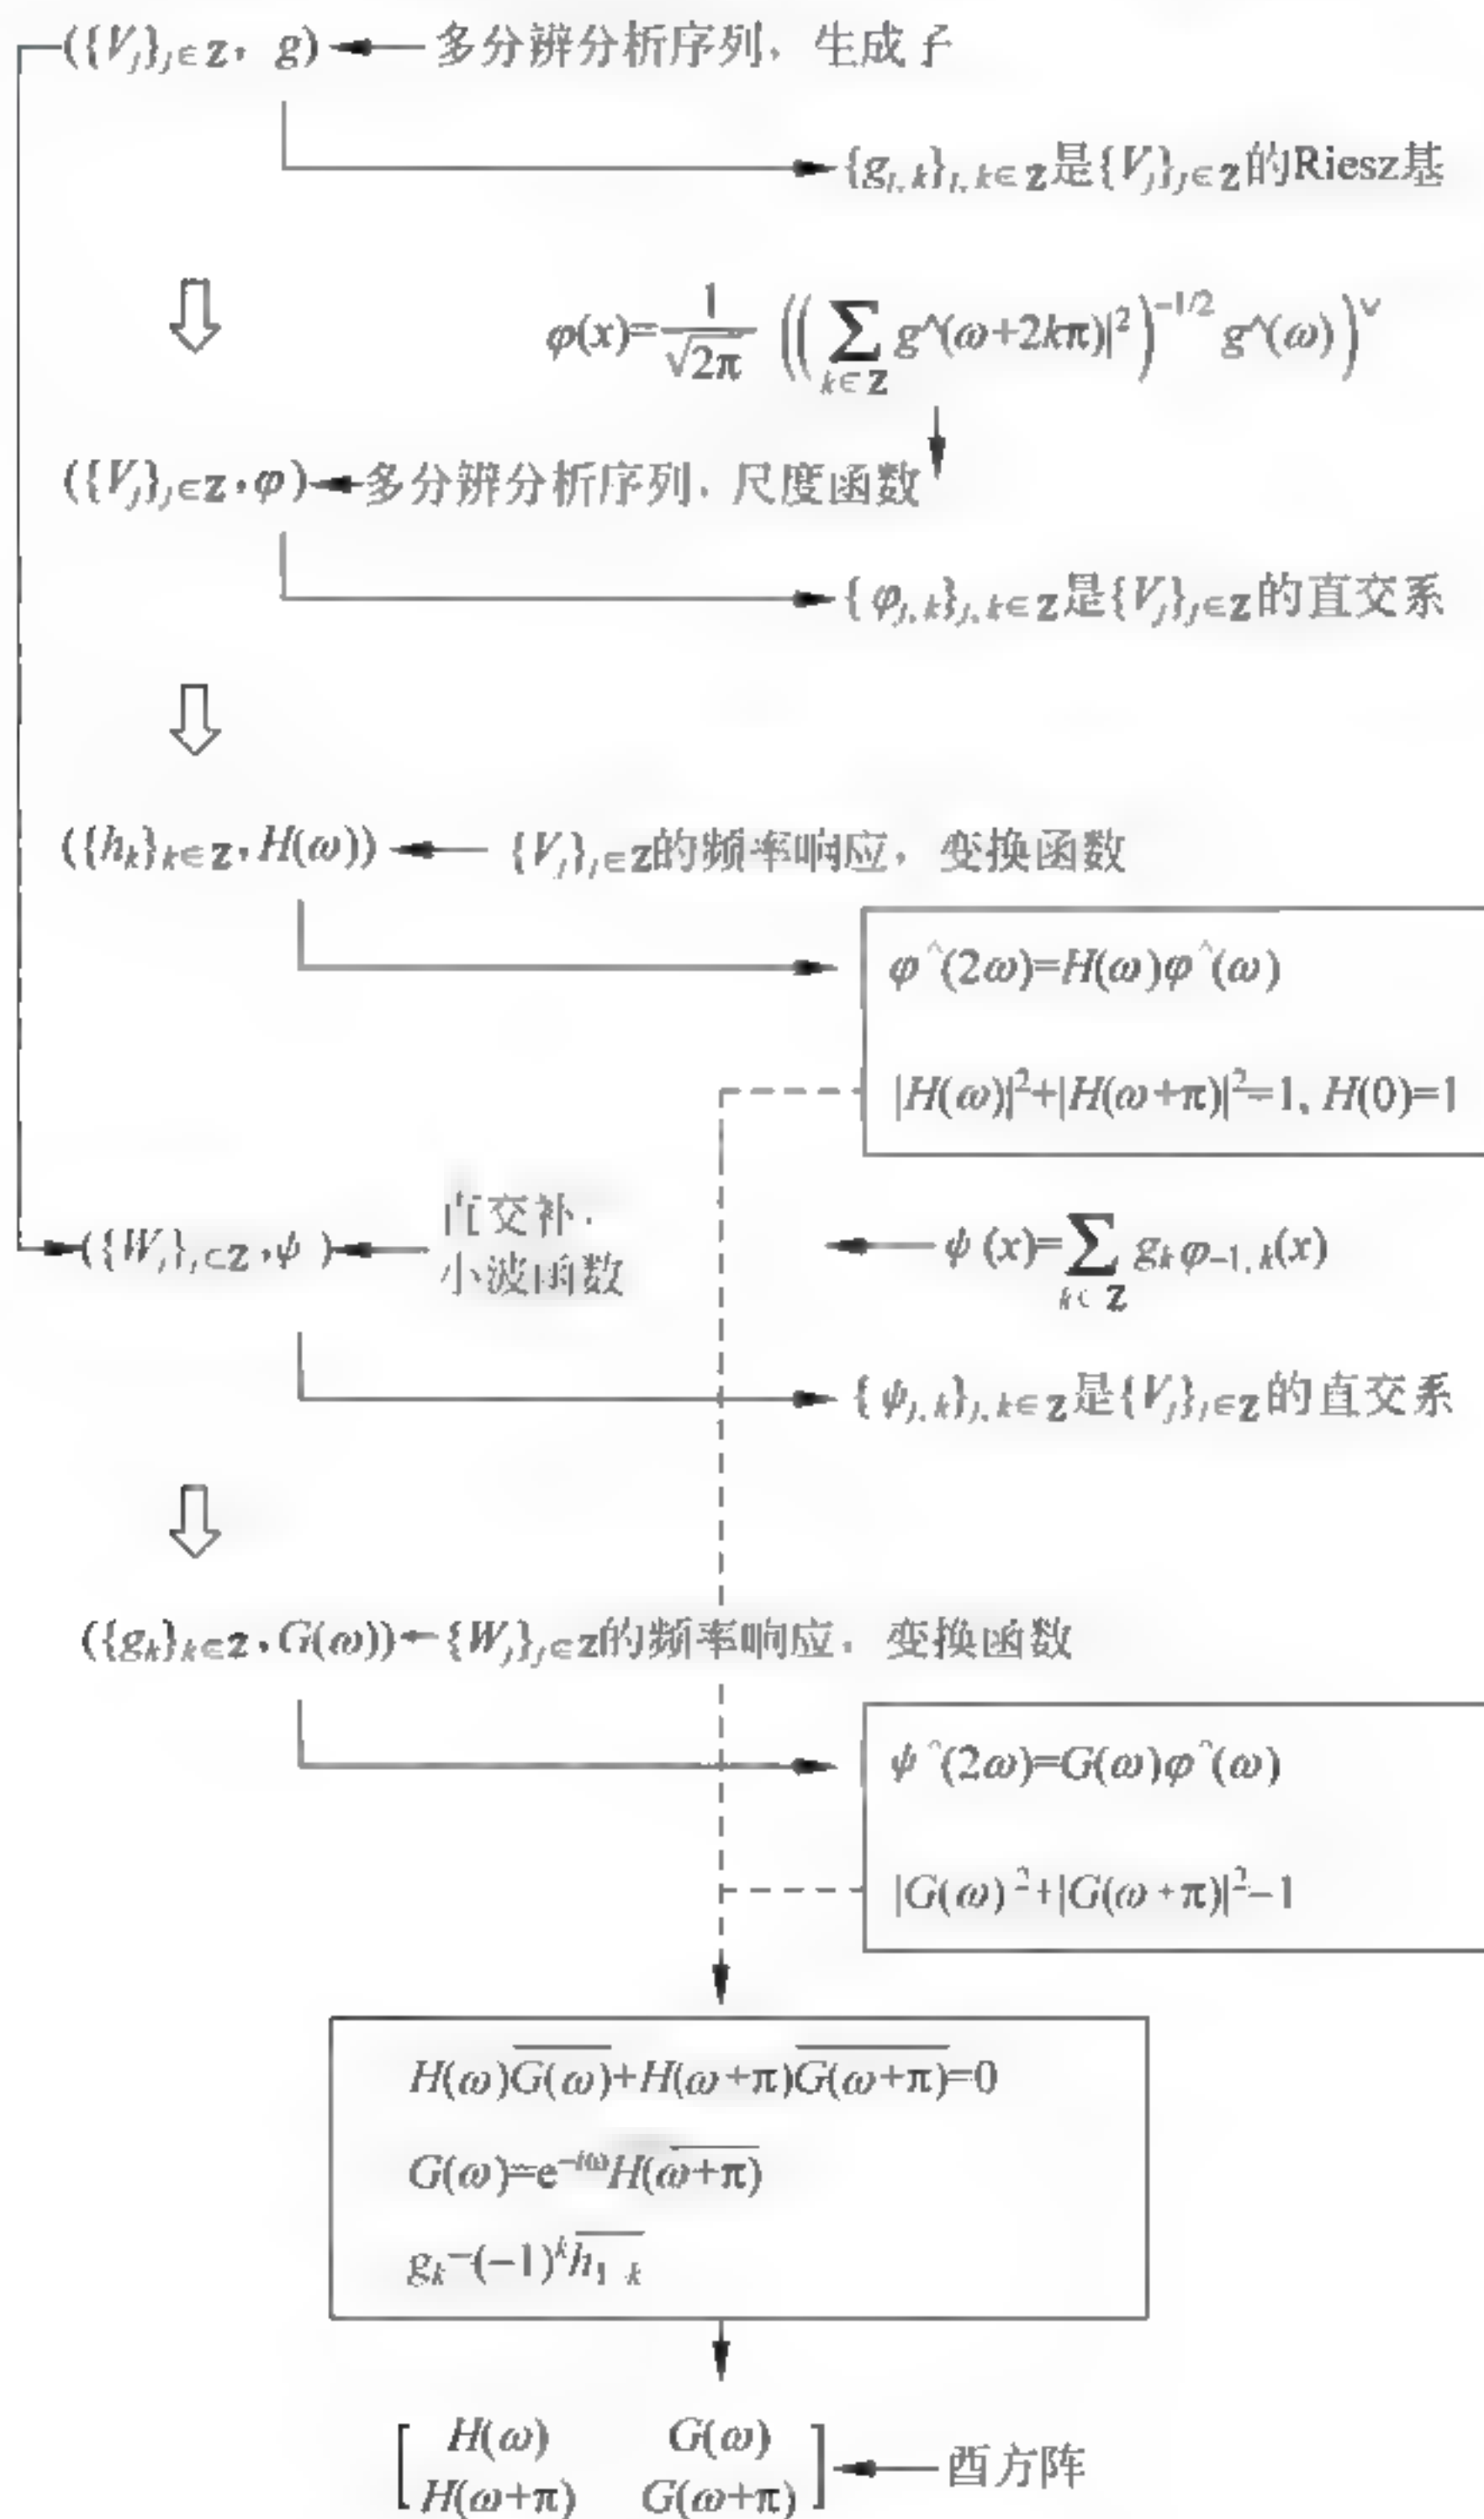 ({V_j}_{j∈Z}, g) 多分辨分析序列, 生成子
{g_{j,k}}_{j,k∈Z}是{V_j}_{j∈Z}的Riesz基
φ(x)=1/√2π ((∑_{k∈Z} g^(ω+2kπ)|^2)^{-1/2} g^(ω))^∨
({V_j}_{j∈Z},φ) 多分辨分析序列, 尺度函数
{φ_{j,k}}_{j,k∈Z}是{V_j}_{j∈Z}的直交系
({h_k}_{k∈Z},H(ω)) {V_j}_{j∈Z}的频率响应, 变换函数
φ^(2ω)=H(ω)φ^(ω)
|H(ω)|^2+|H(ω+π)|^2=1, H(0)=1
({W_j}_{j∈Z},ψ) 直交补, 
小波函数
ψ(x)=∑_{k∈Z} g_kφ_{-1,k}(x)
{ψ_{j,k}}_{j,k∈Z}是{V_j}_{j∈Z}的直交系
({g_k}_{k∈Z},G(ω)) {W_j}_{j∈Z}的频率响应, 变换函数
ψ^(2ω)=G(ω)φ^(ω)
|G(ω)|^2+|G(ω+π)|^2=1
H(ω)\overline{G(ω)}+H(ω+π)\overline{G(ω+π)}=0
G(ω)=e^{-iω}H(\overline{ω+π})
g_k=(-1)^k\overline{h_{1-k}}
[H(ω) G(ω)
H(ω+π) G(ω+π)] 酉方阵